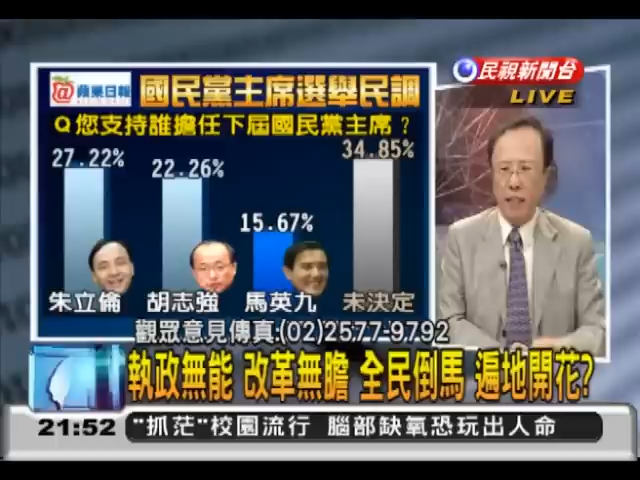 蘋果日報 國民黨主席選舉民調
民視新聞台
LIVE
Q您支持誰擔任下屆國民黨主席？
27.22%
22.26%
15.67%
34.85%
朱立倫 胡志強 馬英九 未決定
觀眾意見傳真:(02)2577-9792
執政無能 改革無膽 全民倒馬 遍地開花?
21:52 "抓茫"校園流行 腦部缺氧恐玩出人命